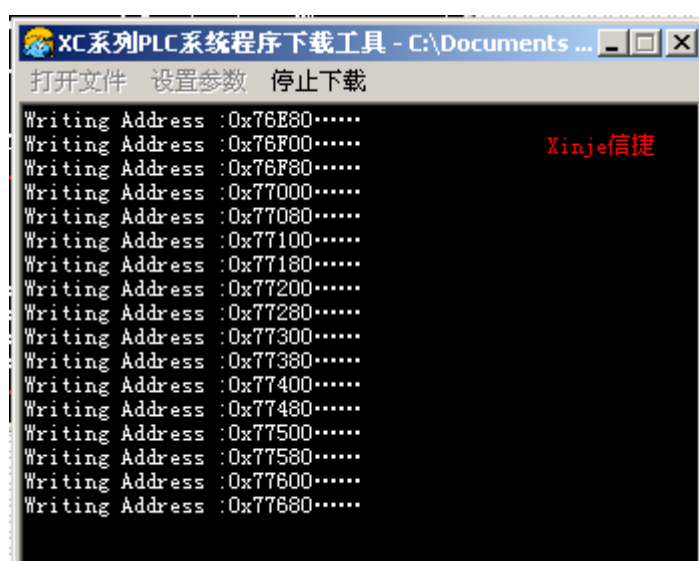 XC系列PLC系统程序下载工具 - C:\Documents ...
打开文件 设置参数 停止下载
Writing Address :0x76E80······
Writing Address :0x76F00······
Xinje信捷
Writing Address :0x76F80······
Writing Address :0x77000······
Writing Address :0x77080······
Writing Address :0x77100······
Writing Address :0x77180······
Writing Address :0x77200······
Writing Address :0x77280······
Writing Address :0x77300······
Writing Address :0x77380······
Writing Address :0x77400······
Writing Address :0x77480······
Writing Address :0x77500······
Writing Address :0x77580······
Writing Address :0x77600······
Writing Address :0x77680······